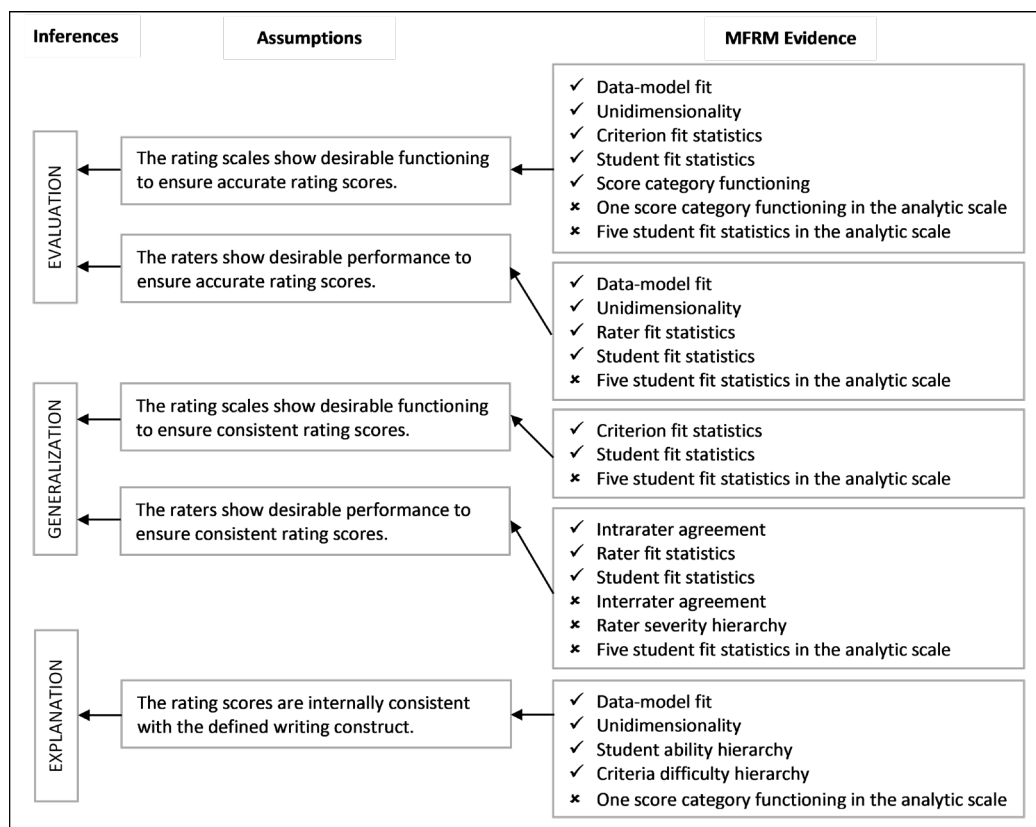 Inferences
Assumptions
MFRM Evidence
EVALUATION
The rating scales show desirable functioning
to ensure accurate rating scores.
✓ Data-model fit
✓ Unidimensionality
✓ Criterion fit statistics
✓ Student fit statistics
✓ Score category functioning
× One score category functioning in the analytic scale
× Five student fit statistics in the analytic scale
The raters show desirable performance to
ensure accurate rating scores.
✓ Data-model fit
✓ Unidimensionality
✓ Rater fit statistics
✓ Student fit statistics
× Five student fit statistics in the analytic scale
GENERALIZATION
The rating scales show desirable functioning
to ensure consistent rating scores.
✓ Criterion fit statistics
✓ Student fit statistics
× Five student fit statistics in the analytic scale
The raters show desirable performance to
ensure consistent rating scores.
✓ Intrarater agreement
✓ Rater fit statistics
✓ Student fit statistics
× Interrater agreement
× Rater severity hierarchy
× Five student fit statistics in the analytic scale
EXPLANATION
The rating scores are internally consistent
with the defined writing construct.
✓ Data-model fit
✓ Unidimensionality
✓ Student ability hierarchy
✓ Criteria difficulty hierarchy
× One score category functioning in the analytic scale